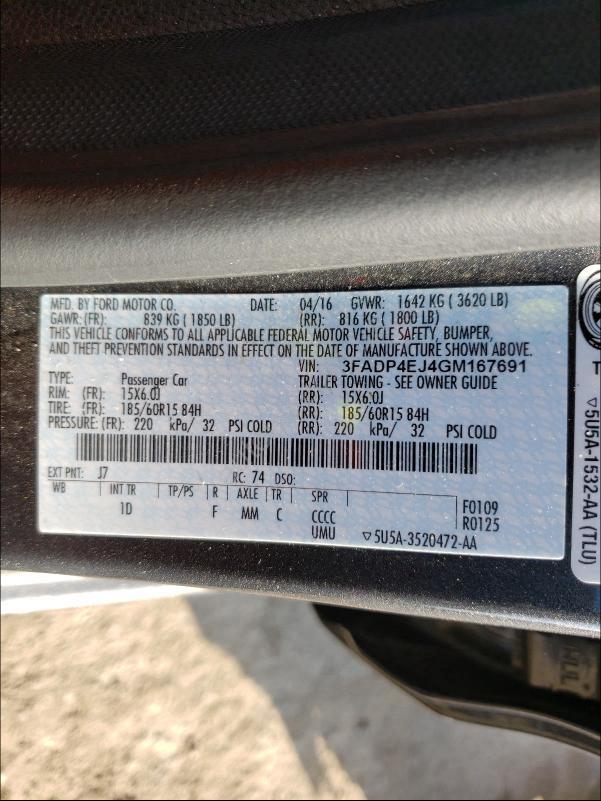 MFD. BY FORD MOTOR CO. DATE: 04/16 GVWR: 1642 KG ( 3620 LB)
GAWR: (FR): 839 KG ( 1850 LB) (RR): 816 KG ( 1800 LB)
THIS VEHICLE CONFORMS TO ALL APPLICABLE FEDERAL MOTOR VEHICLE SAFETY, BUMPER,
AND THEFT PREVENTION STANDARDS IN EFFECT ON THE DATE OF MANUFACTURE SHOWN ABOVE.
VIN: 3FADP4EJ4GM167691
TYPE: Passenger Car TRAILER TOWING - SEE OWNER GUIDE
RIM: (FR): 15X6.0J (RR): 15X6.0J
TIRE: (FR): 185/60R15 84H (RR): 185/60R15 84H
PRESSURE: (FR): 220 kPa/ 32 PSI COLD (RR): 220 kPa/ 32 PSI COLD
EXT PNT: J7 RC: 74 DSO:
WB INT TR TP/PS R AXLE TR SPR
1D F MM C CCCC
UMU
F0109
R0125
▽5U5A-3520472-AA
▽5U5A-1532-AA (TLU)